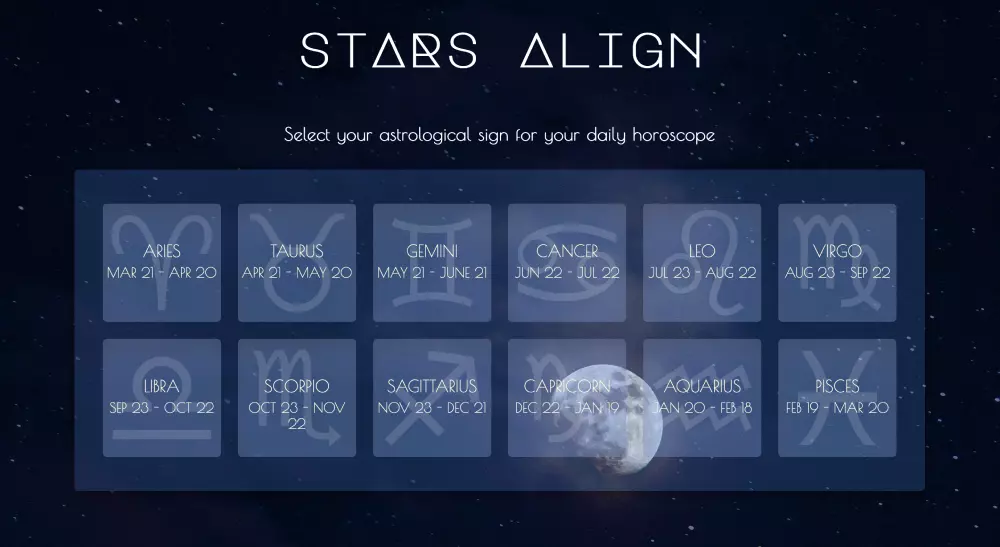 STARS ALIGN
Select your astrological sign for your daily horoscope
ARIES
MAR 21 - APR 20
TAURUS
APR 21 - MAY 20
GEMINI
MAY 21 - JUNE 21
CANCER
JUN 22 - JUL 22
LEO
JUL 23 - AUG 22
VIRGO
AUG 23 - SEP 22
LIBRA
SEP 23 - OCT 22
SCORPIO
OCT 23 - NOV
22
SAGITTARIUS
NOV 23 - DEC 21
CAPRICORN
DEC 22 - JAN 19
AQUARIUS
JAN 20 - FEB 18
PISCES
FEB 19 - MAR 20